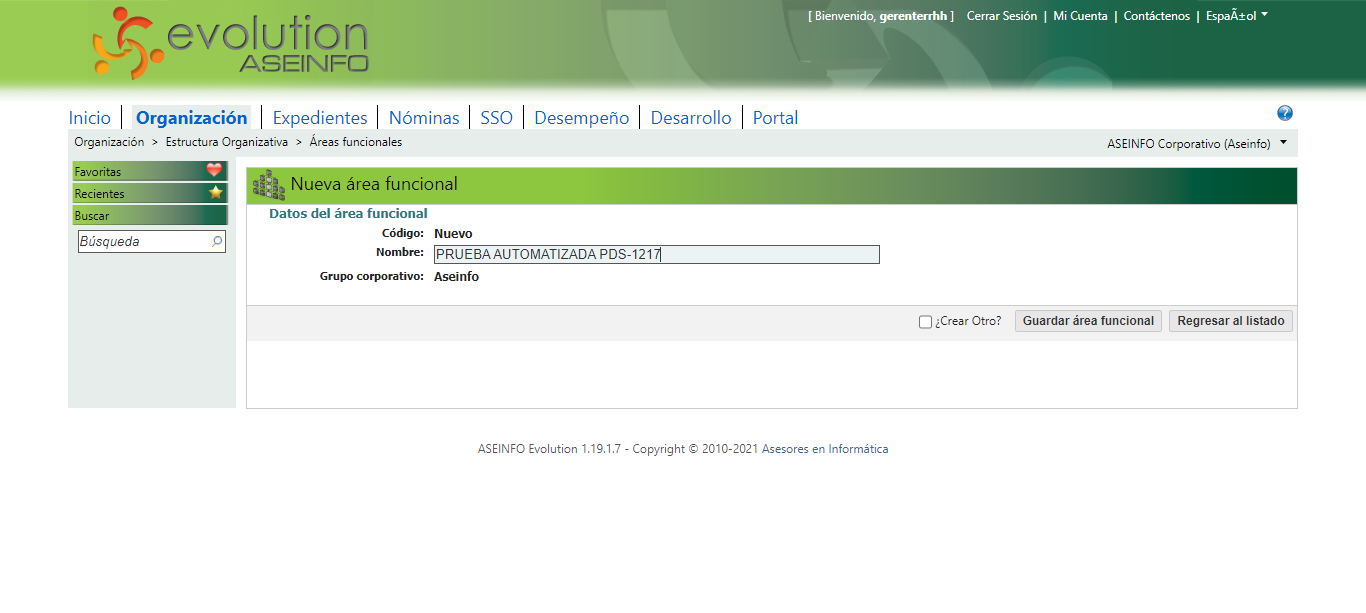 evolution
ASEINFO
[ Bienvenido, gerenterrhh ] Cerrar Sesión | Mi Cuenta | Contáctenos | EspaÃ±ol
Inicio Organización Expedientes Nóminas SSO Desempeño Desarrollo Portal
Organización > Estructura Organizativa > Áreas funcionales
ASEINFO Corporativo (Aseinfo)
Favoritas
Recientes
Buscar
Búsqueda
Nueva área funcional
Datos del área funcional
Código: Nuevo
Nombre: PRUEBA AUTOMATIZADA PDS-1217
Grupo corporativo: Aseinfo
¿Crear Otro? Guardar área funcional Regresar al listado
ASEINFO Evolution 1.19.1.7 - Copyright © 2010-2021 Asesores en Informática